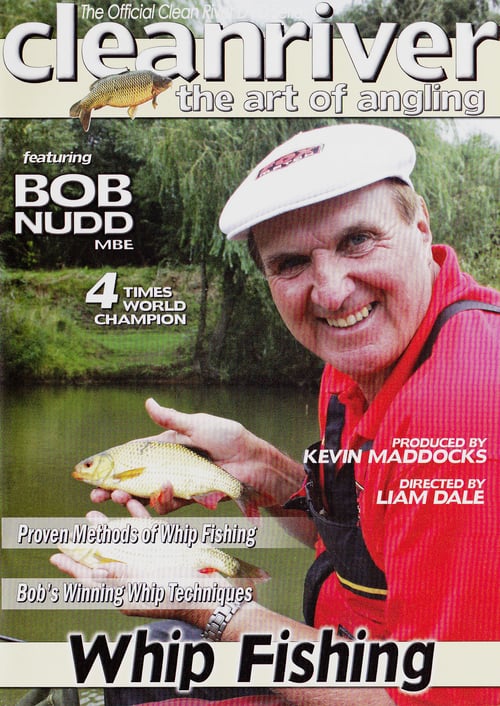 The Official Clean River
cleanriver
the art of angling
featuring
BOB
NUDD
MBE
4 TIMES
WORLD
CHAMPION
PRODUCED BY
KEVIN MADDOCKS
DIRECTED BY
LIAM DALE
Proven Methods of Whip Fishing
Bob's Winning Whip Techniques
Whip Fishing